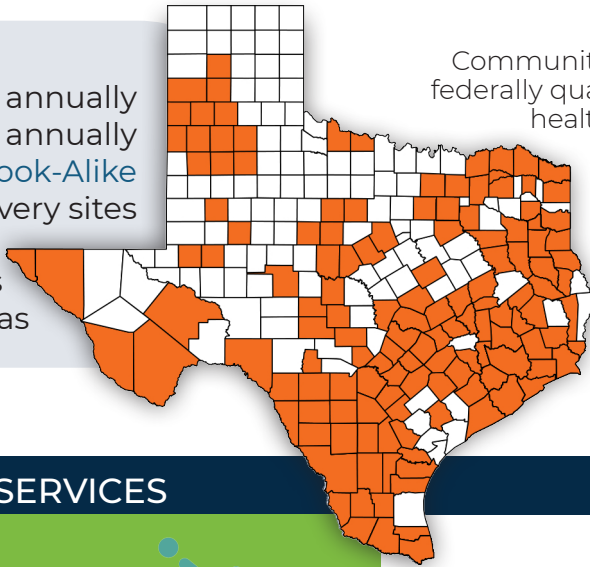 annually
annually
ook-Alike
very sites
s
as
Communit
federally qua
healt
SERVICES